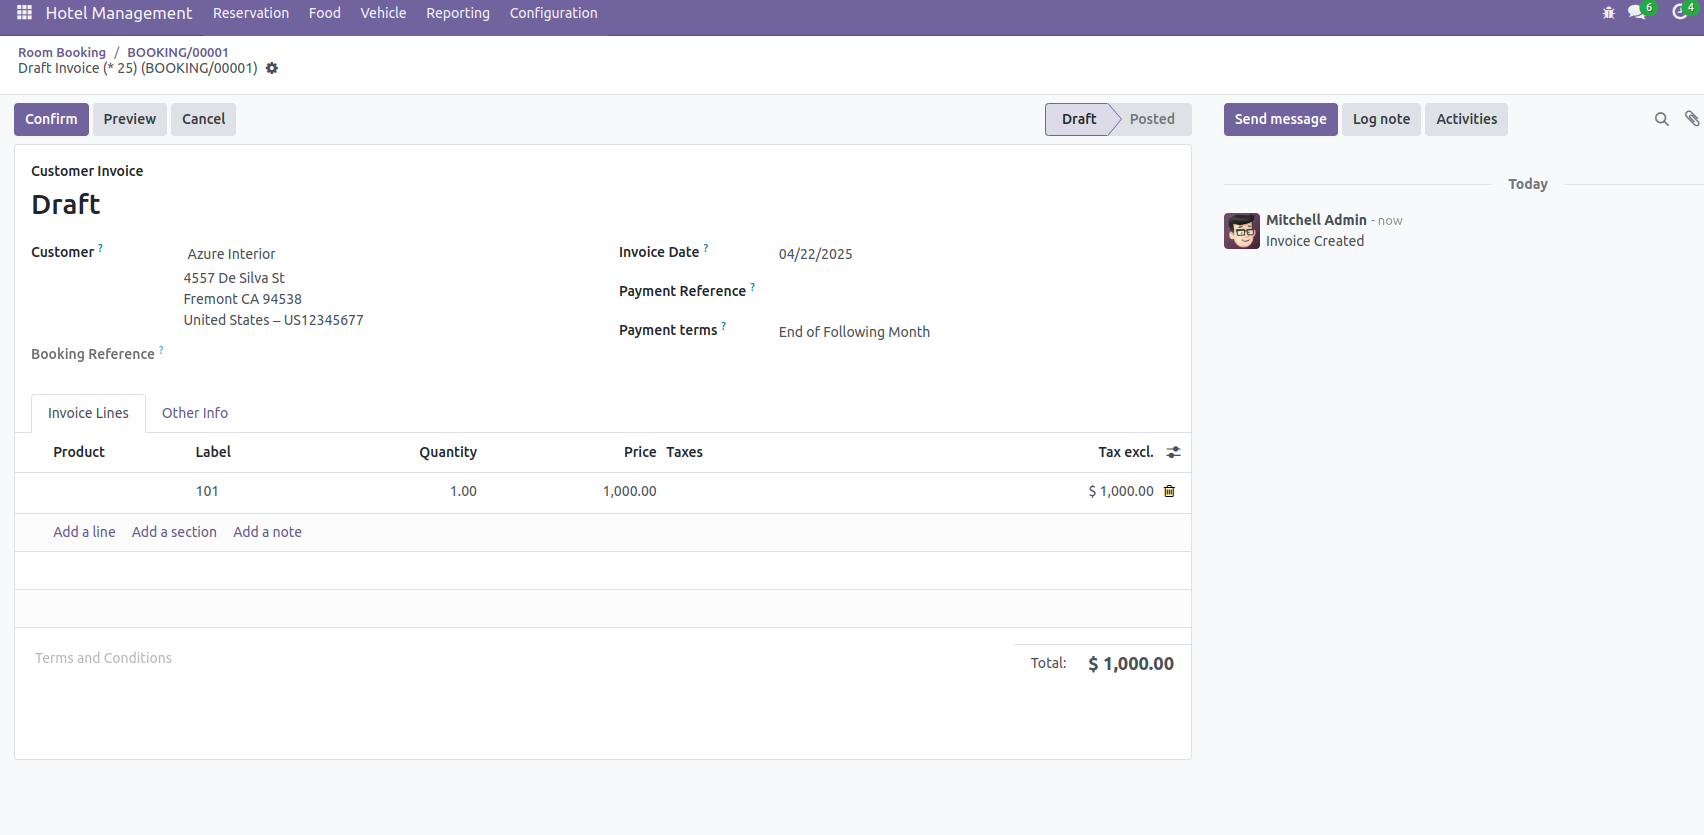 Hotel Management Reservation Food Vehicle Reporting Configuration 6 4
Room Booking / BOOKING/00001
Draft Invoice (* 25) (BOOKING/00001)
Confirm Preview Cancel Draft Posted Send message Log note Activities
Customer Invoice
Draft
Today
Mitchell Admin - now
Invoice Created
Customer ? Azure Interior
4557 De Silva St
Fremont CA 94538
United States – US12345677
Booking Reference ?
Invoice Date ? 04/22/2025
Payment Reference ?
Payment terms ? End of Following Month
Invoice Lines Other Info
Product Label Quantity Price Taxes Tax excl.
101 1.00 1,000.00 $ 1,000.00
Add a line Add a section Add a note
Terms and Conditions
Total: $ 1,000.00